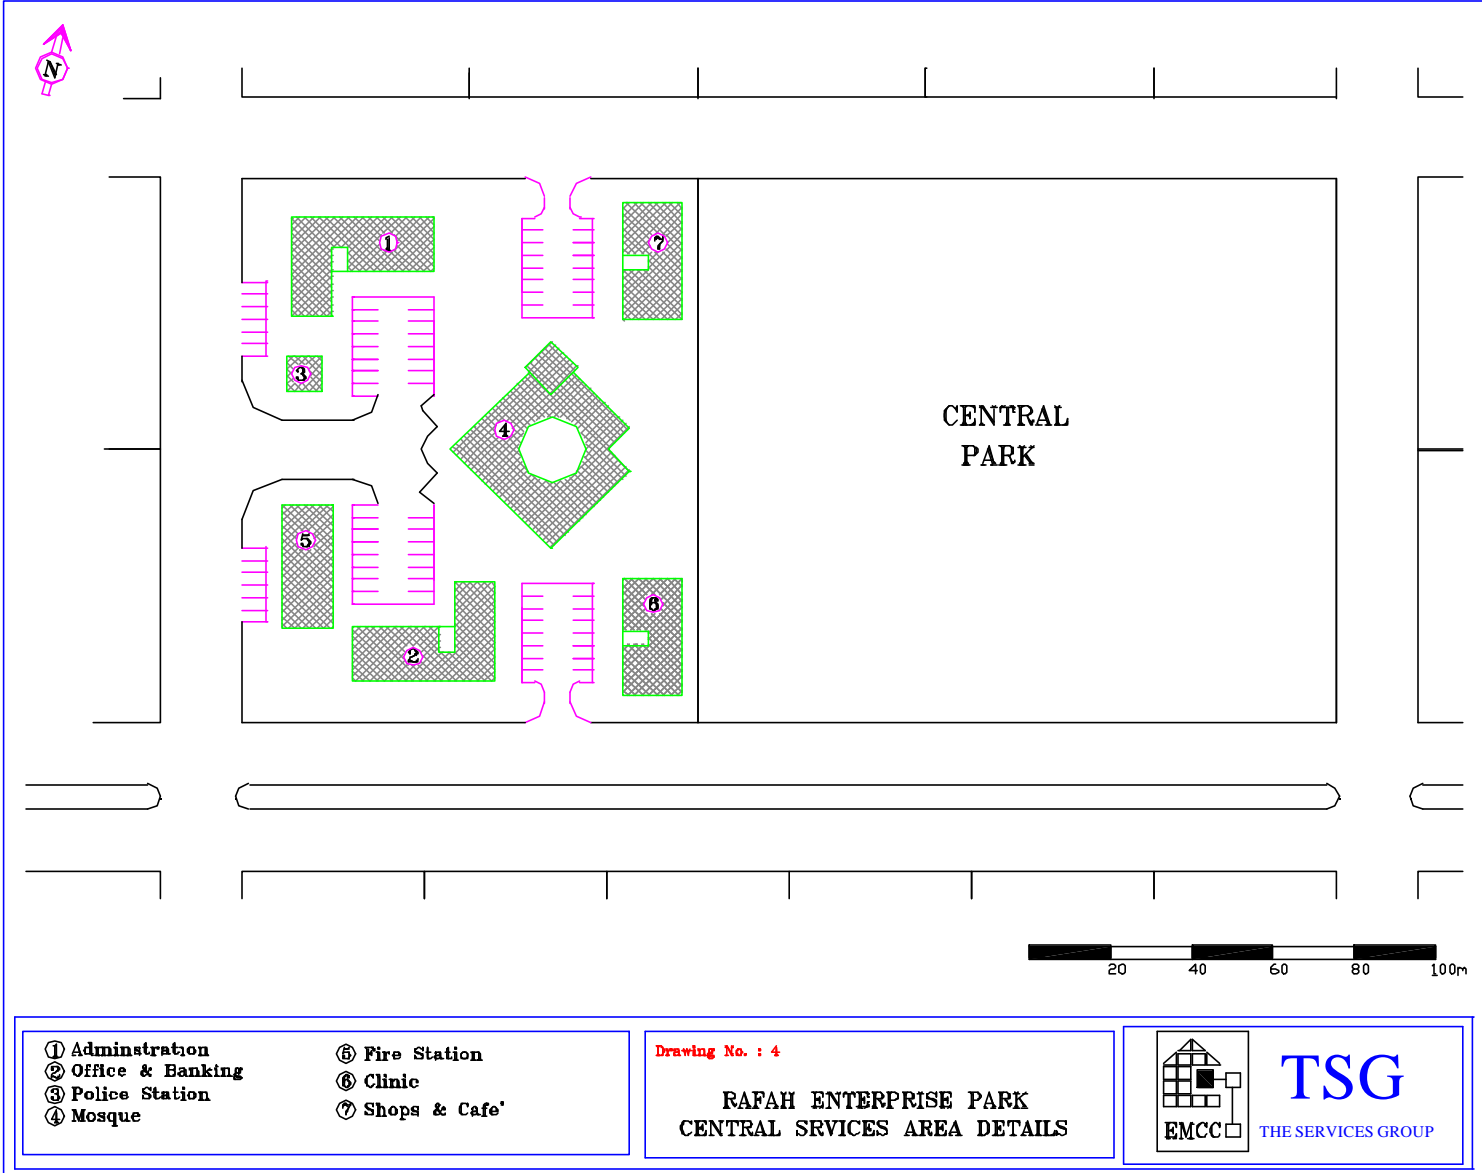 N
1
7
3
CENTRAL
4
PARK
5
6
2
20 40 60 80 100m
1 Adminstration
2 Office & Banking
3 Police Station
4 Mosque
5 Fire Station
6 Clinic
7 Shops & Cafe'
Drawing No. : 4
RAFAH ENTERPRISE PARK
CENTRAL SRVICES AREA DETAILS
EMCC
TSG
THE SERVICES GROUP